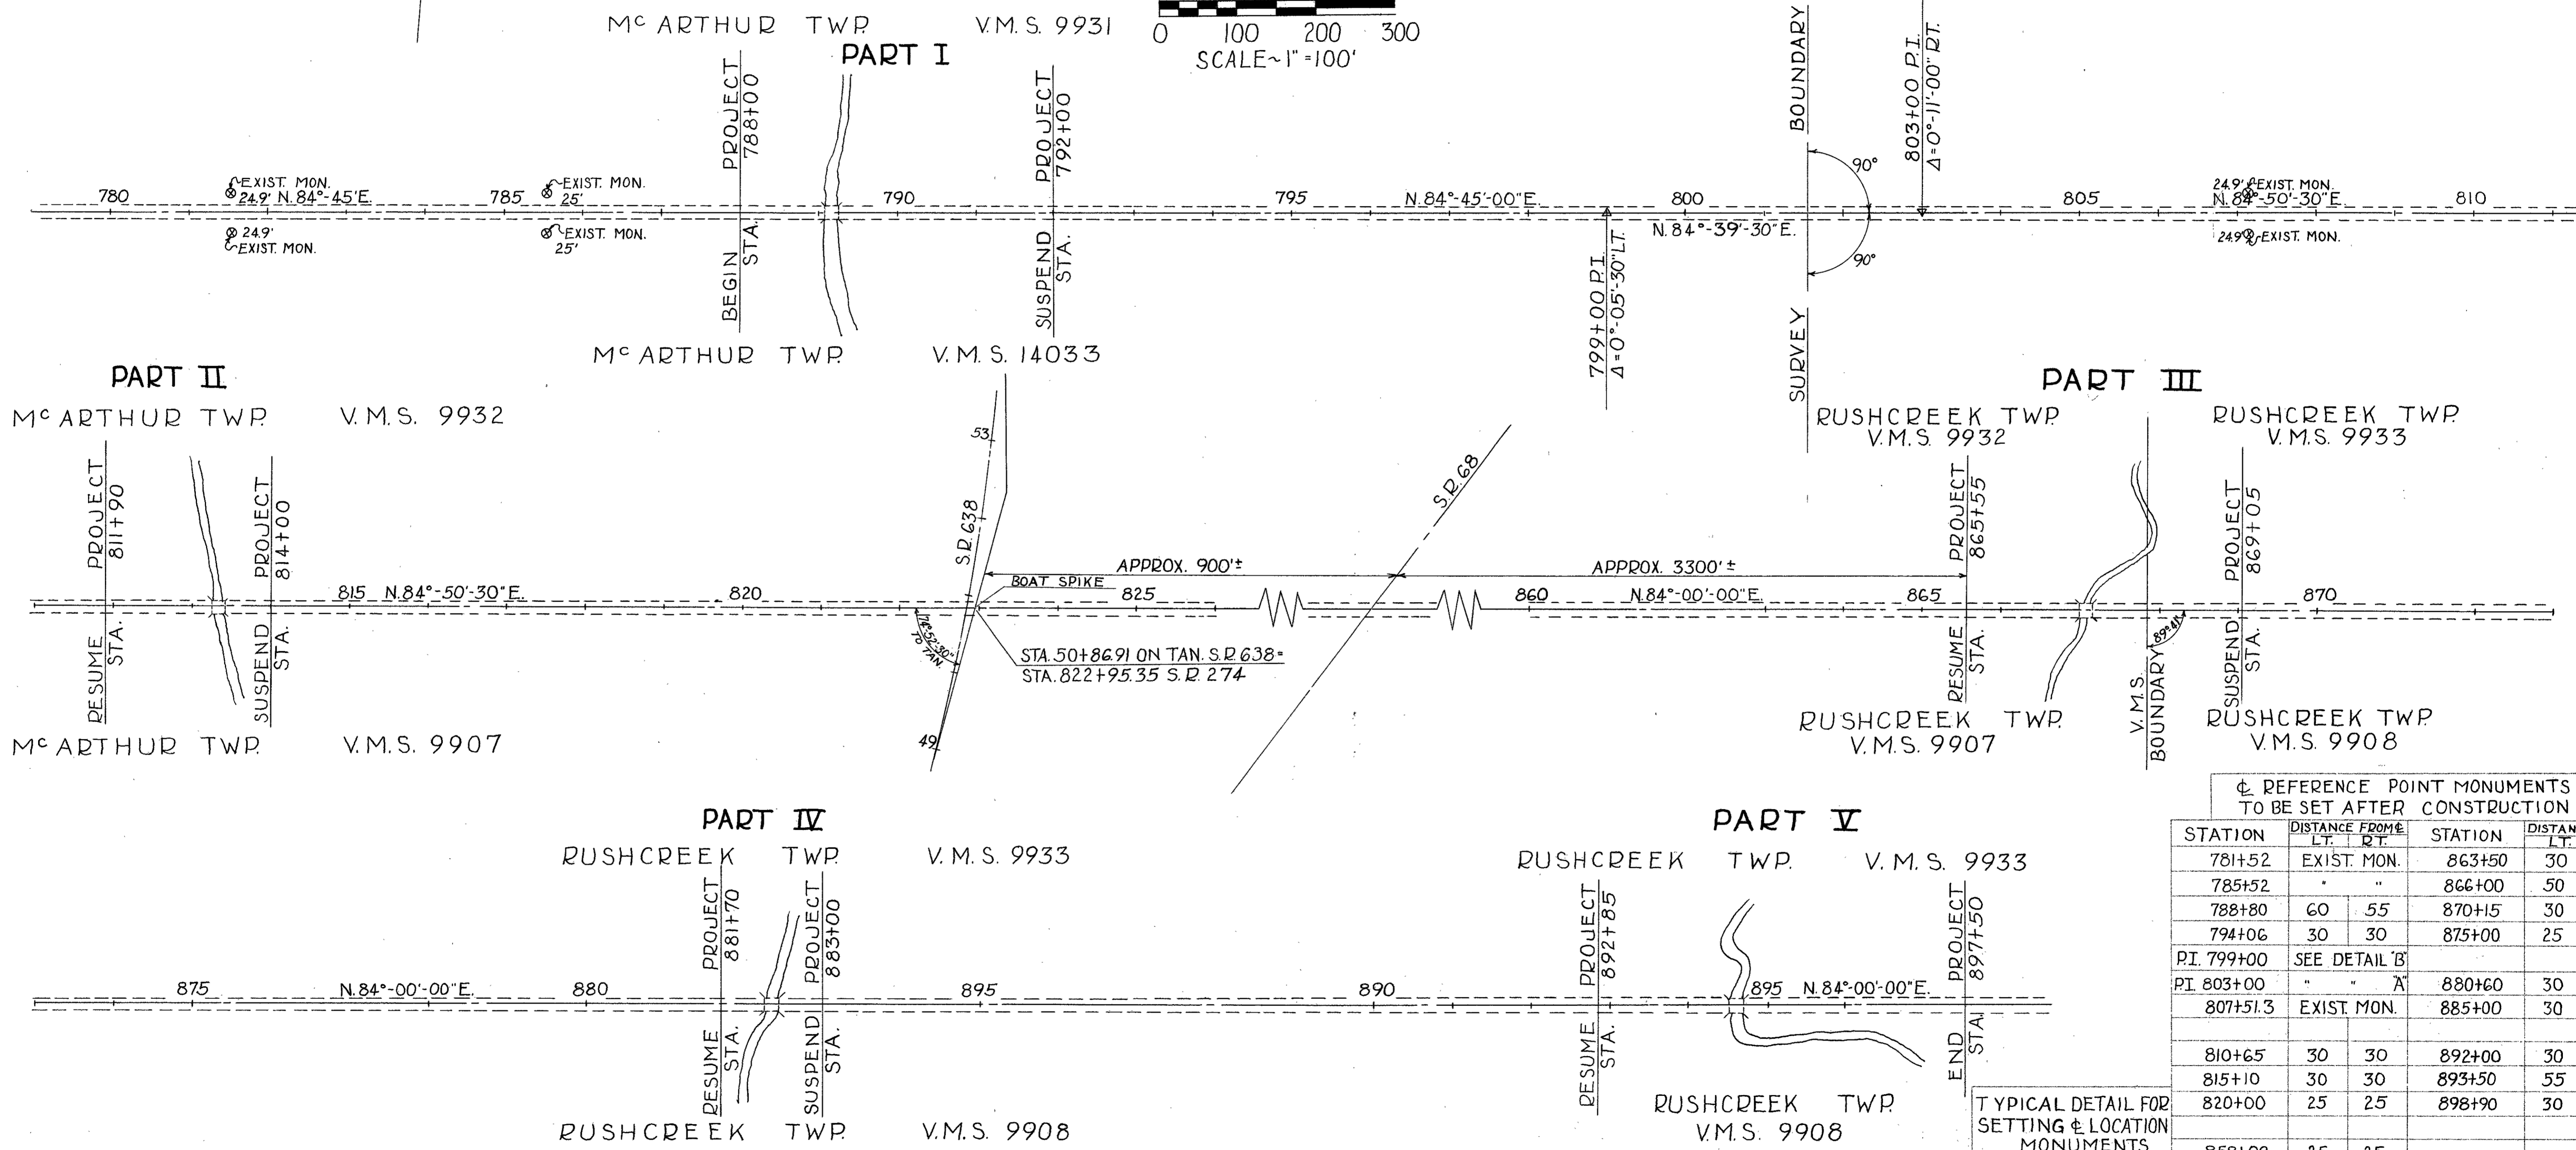 Mc ARTHUR TWP. V.M.S. 9931
PART I
0 100 200 300
SCALE~1"=100'
BEGIN PROJECT
STA. 788+00
SUSPEND PROJECT
STA. 792+00
SURVEY BOUNDARY
90°
90°
803+00 P.I.
Δ=0°-11'-00" RT.
799+00 P.I.
Δ=0°-05'-30" LT.
780
EXIST. MON.
24.9' N.84°-45'E.
24.9'
EXIST. MON.
785
EXIST. MON.
25'
EXIST. MON.
25'
790
795
N.84°-45'-00"E.
800
N.84°-39'-30"E.
805
24.9' EXIST. MON.
N.84°-50'-30"E.
24.9' EXIST. MON.
810
Mc ARTHUR TWP. V.M.S. 14033
PART II
Mc ARTHUR TWP. V.M.S. 9932
RESUME PROJECT
STA. 811+90
SUSPEND PROJECT
STA. 814+00
815 N.84°-50'-30"E.
820
53
S.R. 638
49
74°-52'-30"
TO TAN.
BOAT SPIKE
APPROX. 900'±
825
STA. 50+86.91 ON TAN. S.R. 638=
STA. 822+95.35 S.R. 274
S.R. 68
APPROX. 3300'±
860
N.84°-00'-00"E.
865
Mc ARTHUR TWP. V.M.S. 9907
PART III
RUSHCREEK TWP.
V.M.S. 9932
RUSHCREEK TWP.
V.M.S. 9933
RESUME PROJECT
STA. 865+55
SUSPEND PROJECT
STA. 869+05
870
89°41'
V.M.S.
BOUNDARY
RUSHCREEK TWP.
V.M.S. 9907
RUSHCREEK TWP.
V.M.S. 9908
PART IV
RUSHCREEK TWP. V.M.S. 9933
RESUME PROJECT
STA. 881+70
SUSPEND PROJECT
STA. 883+00
875
N.84°-00'-00"E.
880
895
890
RUSHCREEK TWP. V.M.S. 9908
PART V
RUSHCREEK TWP. V.M.S. 9933
RESUME PROJECT
STA. 892+85
END PROJECT
STA. 897+50
895 N.84°-00'-00"E.
RUSHCREEK TWP.
V.M.S. 9908
℄ REFERENCE POINT MONUMENTS
TO BE SET AFTER CONSTRUCTION
STATION DISTANCE FROM ℄ STATION DISTAN
LT. RT. LT.
781+52 EXIST. MON. 863+50 30
785+52 " " 866+00 50
788+80 60 55 870+15 30
794+06 30 30 875+00 25
P.I. 799+00 SEE DETAIL "B"
P.I. 803+00 " " "A" 880+60 30
807+51.3 EXIST. MON. 885+00 30
810+65 30 30 892+00 30
815+10 30 30 893+50 55
820+00 25 25 898+90 30
TYPICAL DETAIL FOR
SETTING ℄ LOCATION
MONUMENTS